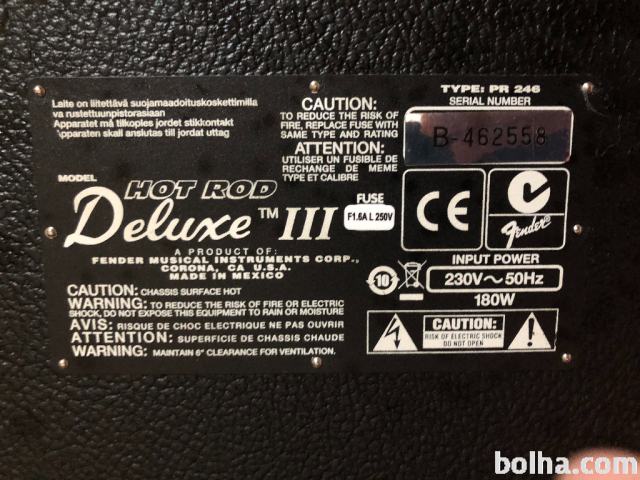 Laite on liitettävä suojamaadoituskoskettimilla
va rustettuunpistorasiaan
Apparatet må tilkoples jordet stikkontakt
\pparaten skall anslutas till jordat uttag
CAUTION:
TO REDUCE THE RISK OF
FIRE, REPLACE FUSE WITH
SAME TYPE AND RATING
ATTENTION:
UTILISER UN FUSIBLE DE
RECHANGE DE MEME
TYPE ET CALIBRE
TYPE: PR 246
SERIAL NUMBER
B-462558
MODEL
HOT ROD
Deluxe™ III
FUSE
F1.6A L 250V
A PRODUCT OF:
FENDER MUSICAL INSTRUMENTS CORP.,
CORONA, CA U.S.A.
MADE IN MEXICO
CE
N
Fender
INPUT POWER
230V~50Hz
180W
10
CAUTION: CHASSIS SURFACE HOT
WARNING: TO REDUCE THE RISK OF FIRE OR ELECTRIC
SHOCK, DO NOT EXPOSE THIS EQUIPMENT TO RAIN OR MOISTURE
AVIS: RISQUE DE CHOC ELECTRIQUE NE PAS OUVRIR
ATTENTION: SUPERFICIE DE CHASSIS CHAUDE
WARNING: MAINTAIN 6" CLEARANCE FOR VENTILATION.
CAUTION:
RISK OF ELECTRIC SHOCK
DO NOT OPEN
bolha.com